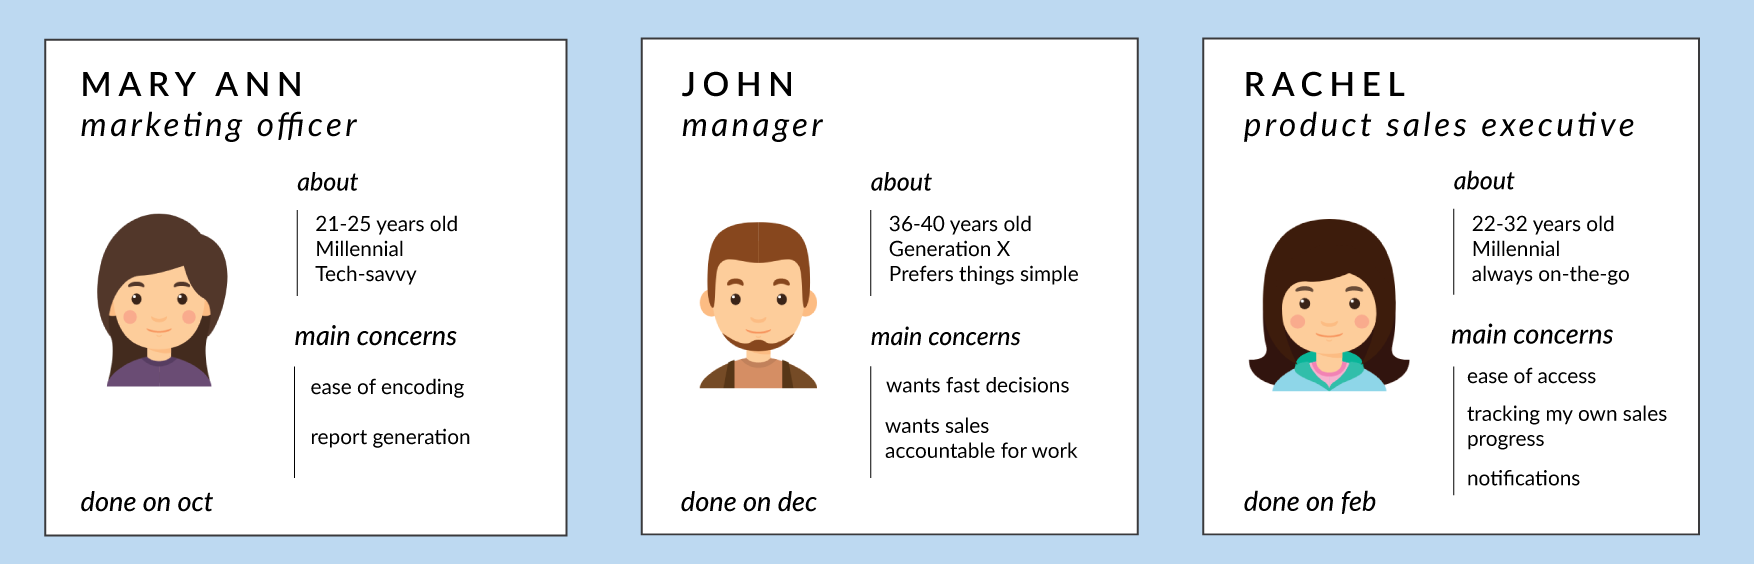 MARY ANN
marketing officer
about
21-25 years old
Millennial
Tech-savvy
main concerns
ease of encoding
report generation
done on oct
JOHN
manager
about
36-40 years old
Generation X
Prefers things simple
main concerns
wants fast decisions
wants sales
accountable for work
done on dec
RACHEL
product sales executive
about
22-32 years old
Millennial
always on-the-go
main concerns
ease of access
tracking my own sales
progress
notifications
done on feb